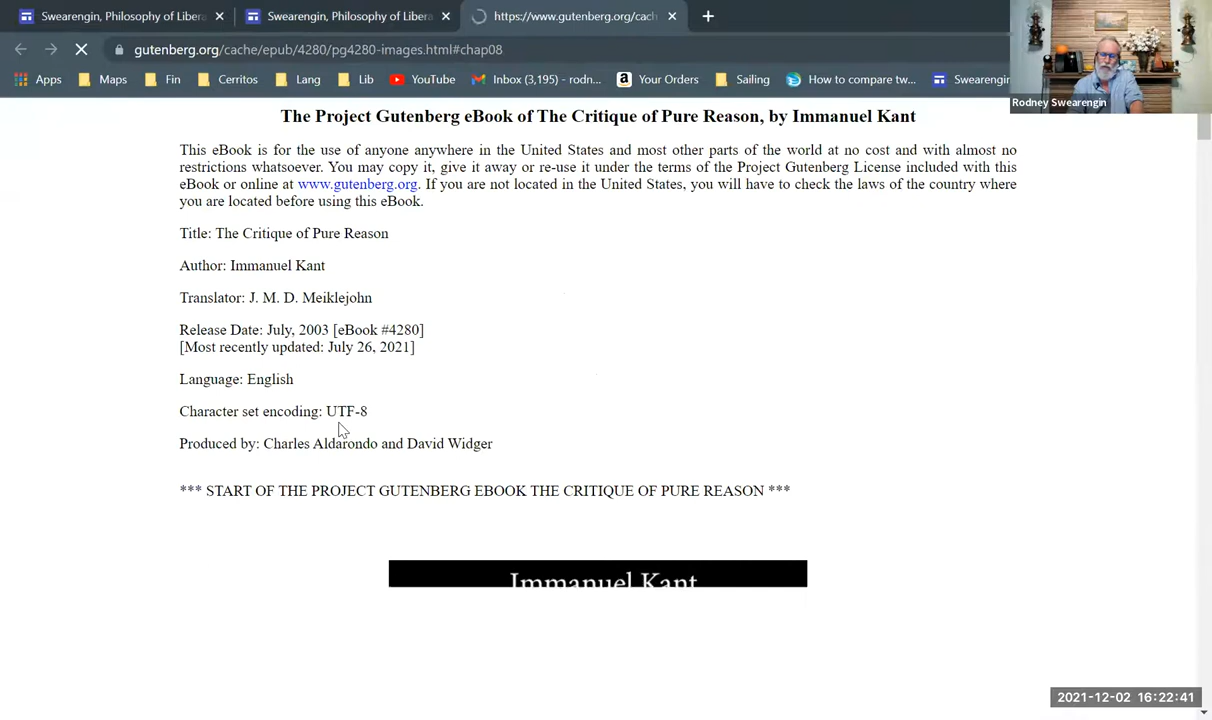 Swearengin, Philosophy of Libera
Swearengin, Philosophy of Libera
https://www.gutenberg.org/cach
gutenberg.org/cache/epub/4280/pg4280-images.html#chap08
Apps
Maps
Fin
Cerritos
Lang
Lib
YouTube
Inbox (3,195) - rodn...
Your Orders
Sailing
How to compare tw...
Swearengin
Rodney Swearengin
The Project Gutenberg eBook of The Critique of Pure Reason, by Immanuel Kant
This eBook is for the use of anyone anywhere in the United States and most other parts of the world at no cost and with almost no
restrictions whatsoever. You may copy it, give it away or re-use it under the terms of the Project Gutenberg License included with this
eBook or online at www.gutenberg.org. If you are not located in the United States, you will have to check the laws of the country where
you are located before using this eBook.
Title: The Critique of Pure Reason
Author: Immanuel Kant
Translator: J. M. D. Meiklejohn
Release Date: July, 2003 [eBook #4280]
[Most recently updated: July 26, 2021]
Language: English
Character set encoding: UTF-8
Produced by: Charles Aldarondo and David Widger
*** START OF THE PROJECT GUTENBERG EBOOK THE CRITIQUE OF PURE REASON ***
Immanuel Kant
2021-12-02 16:22:41